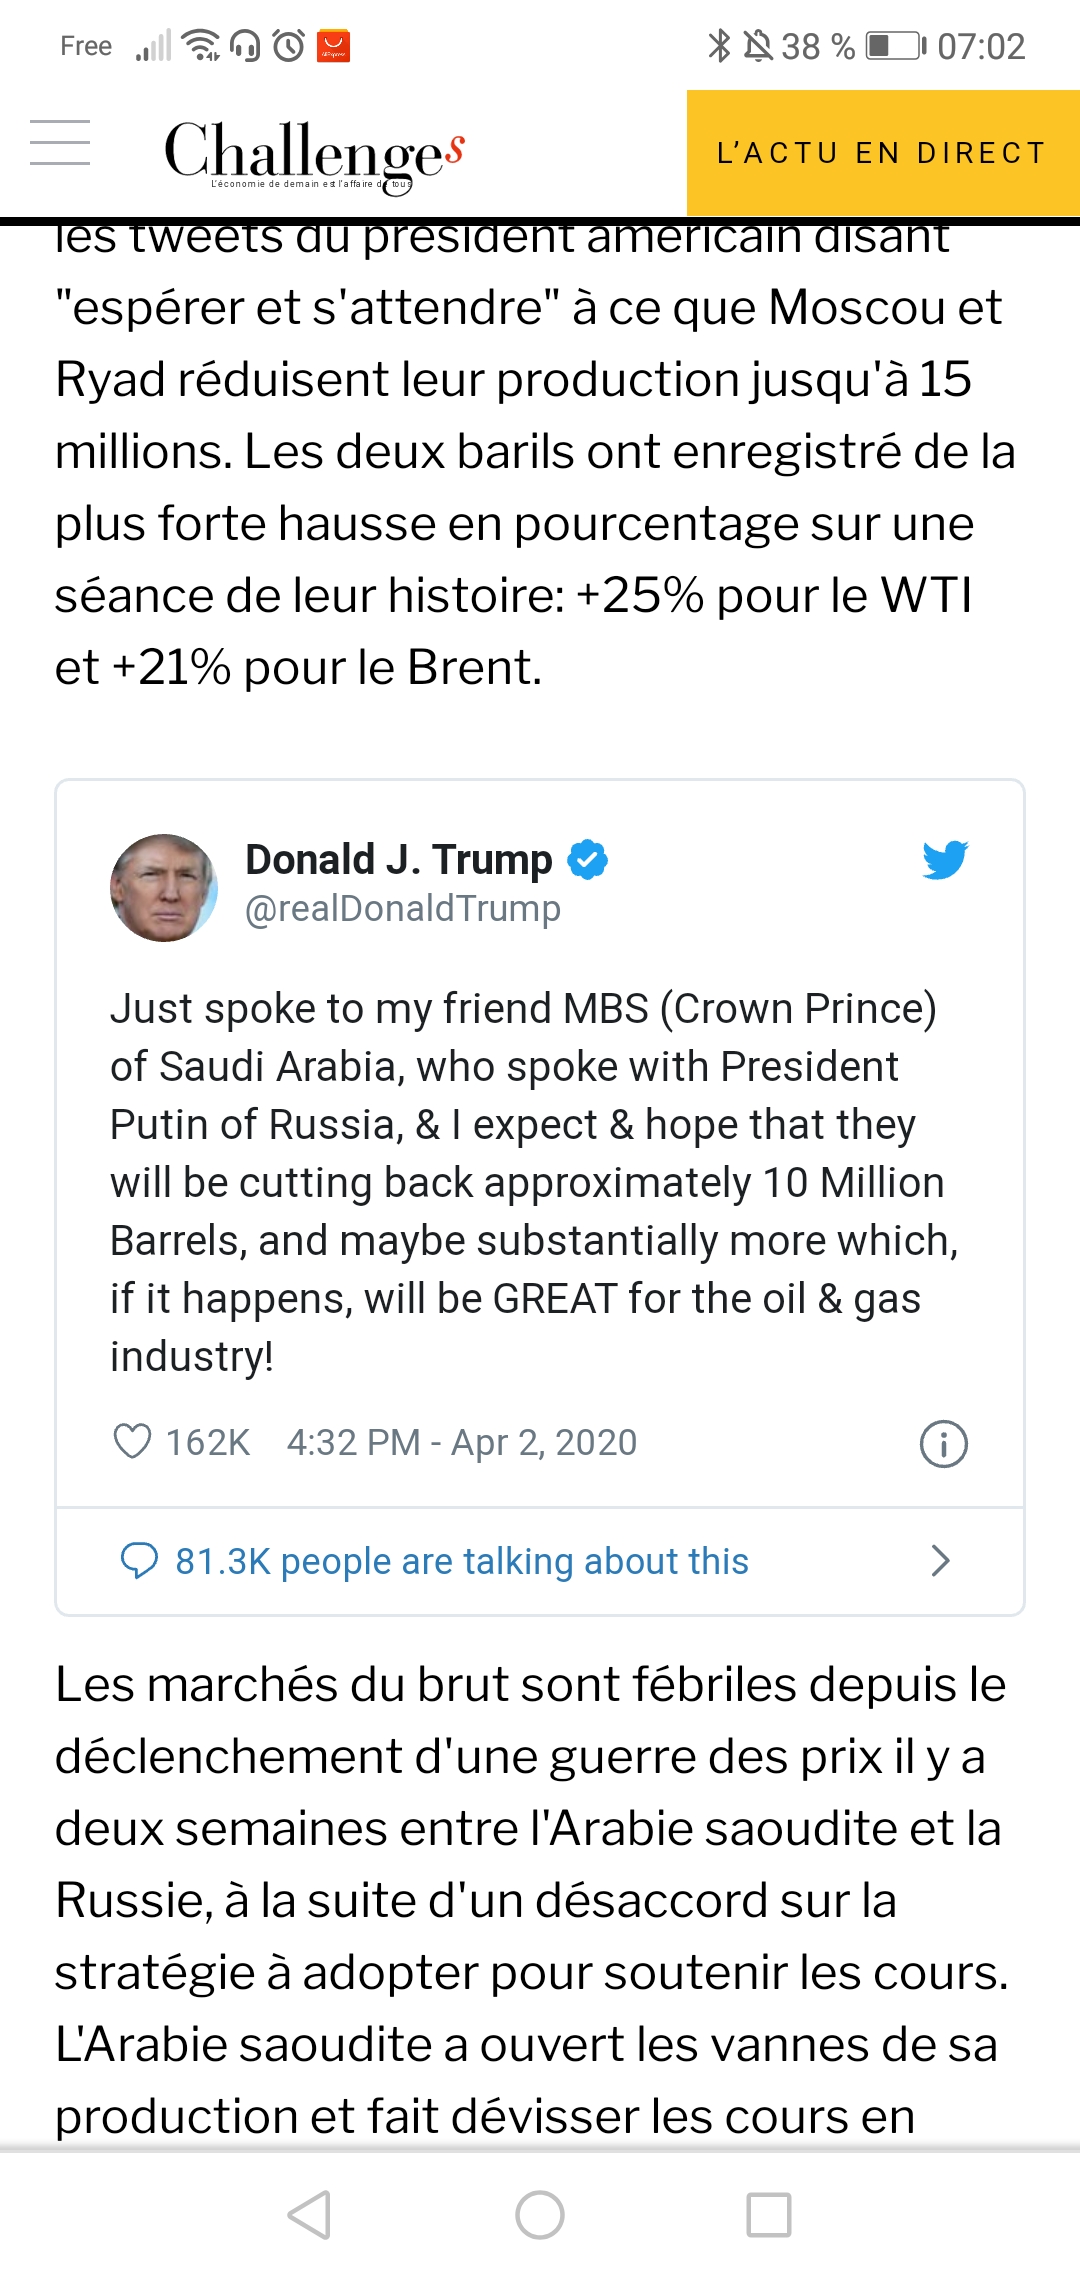 Free
38 %
07:02
Challenges
L'économie de demain est l'affaire de tous
L'ACTU EN DIRECT
les tweets du président américain disant
"espérer et s'attendre" à ce que Moscou et
Ryad réduisent leur production jusqu'à 15
millions. Les deux barils ont enregistré de la
plus forte hausse en pourcentage sur une
séance de leur histoire: +25% pour le WTI
et +21% pour le Brent.
Donald J. Trump
@realDonaldTrump
Just spoke to my friend MBS (Crown Prince)
of Saudi Arabia, who spoke with President
Putin of Russia, & I expect & hope that they
will be cutting back approximately 10 Million
Barrels, and maybe substantially more which,
if it happens, will be GREAT for the oil & gas
industry!
162K 4:32 PM - Apr 2, 2020
81.3K people are talking about this
Les marchés du brut sont fébriles depuis le
déclenchement d'une guerre des prix il y a
deux semaines entre l'Arabie saoudite et la
Russie, à la suite d'un désaccord sur la
stratégie à adopter pour soutenir les cours.
L'Arabie saoudite a ouvert les vannes de sa
production et fait dévisser les cours en